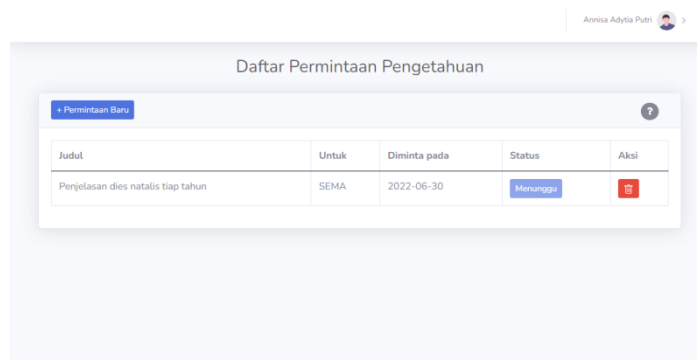 Annisa Adytia Putri
Daftar Permintaan Pengetahuan
+ Permintaan Baru
?
Judul Untuk Diminta pada Status Aksi
Penjelasan dies natalis tiap tahun SEMA 2022-06-30 Menunggu